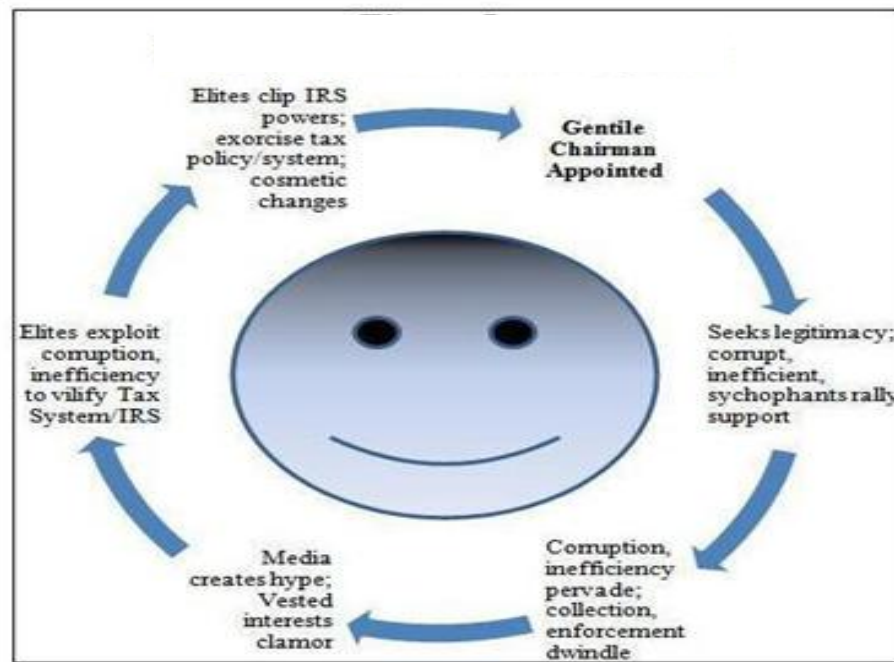 Elites clip IRS
powers;
exorcise tax
policy/system;
cosmetic
changes
Gentile
Chairman
Appointed
Seeks legitimacy;
corrupt,
inefficient,
sychophants rally
support
Corruption,
inefficiency
pervade;
collection,
enforcement
dwindle
Media
creates hype;
Vested
interests
clamor
Elites exploit
corruption,
inefficiency
to vilify Tax
System/IRS